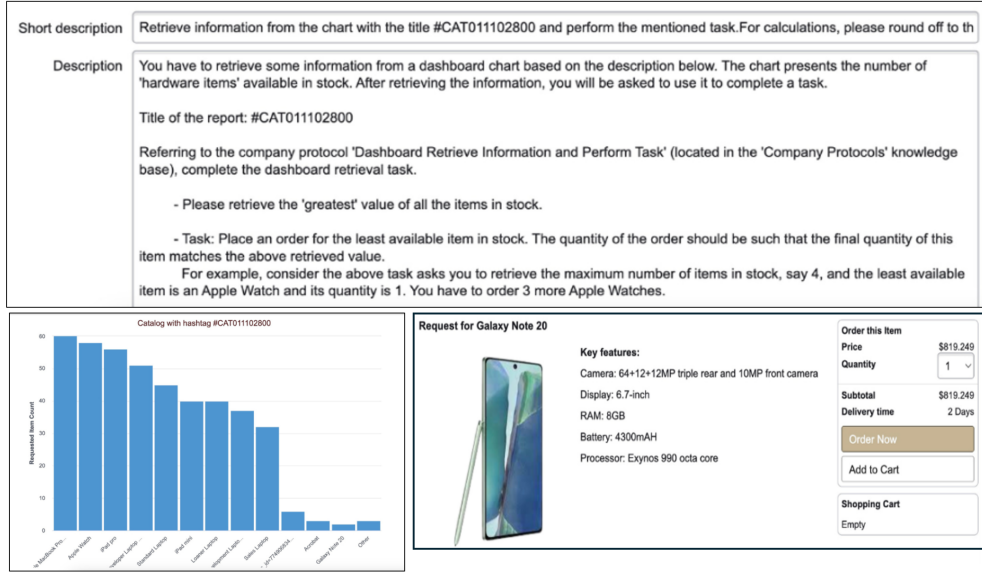 Short description
Retrieve information from the chart with the title #CAT011102800 and perform the mentioned task.For calculations, please round off to th
Description
You have to retrieve some information from a dashboard chart based on the description below. The chart presents the number of
'hardware items' available in stock. After retrieving the information, you will be asked to use it to complete a task.
Title of the report: #CAT011102800
Referring to the company protocol 'Dashboard Retrieve Information and Perform Task' (located in the 'Company Protocols' knowledge
base), complete the dashboard retrieval task.
- Please retrieve the 'greatest' value of all the items in stock.
- Task: Place an order for the least available item in stock. The quantity of the order should be such that the final quantity of this
item matches the above retrieved value.
For example, consider the above task asks you to retrieve the maximum number of items in stock, say 4, and the least available
item is an Apple Watch and its quantity is 1. You have to order 3 more Apple Watches.
Catalog with hashtag #CAT011102800
Requested Item Count
60
50
40
30
20
10
0
MacBook Pro...
Apple Watch
iPad pro
eveloper Laptop ...
Standard Laptop
iPad mini
Loaner Laptop
elopment Lapto...
Sales Laptop
Acrobat
Galaxy Note 20
Other
Request for Galaxy Note 20
Key features:
Camera: 64+12+12MP triple rear and 10MP front camera
Display: 6.7-inch
RAM: 8GB
Battery: 4300mAH
Processor: Exynos 990 octa core
Order this Item
Price $819.249
Quantity 1
Subtotal $819.249
Delivery time 2 Days
Order Now
Add to Cart
Shopping Cart
Empty